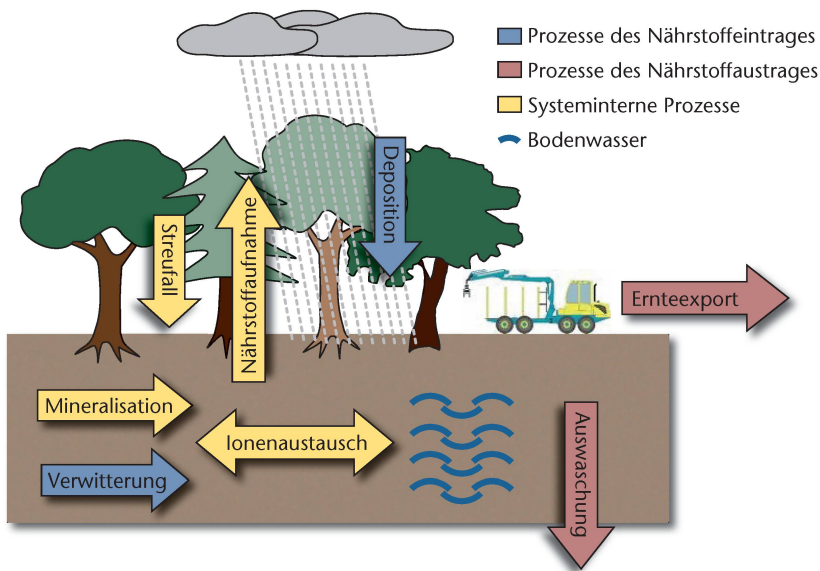 Prozesse des Nährstoffeintrages
Prozesse des Nährstoffaustrages
Systeminterne Prozesse
Bodenwasser
Deposition
Streufall
Nährstoffaufnahme
Ernteexport
Mineralisation
Ionenaustausch
Verwitterung
Auswaschung